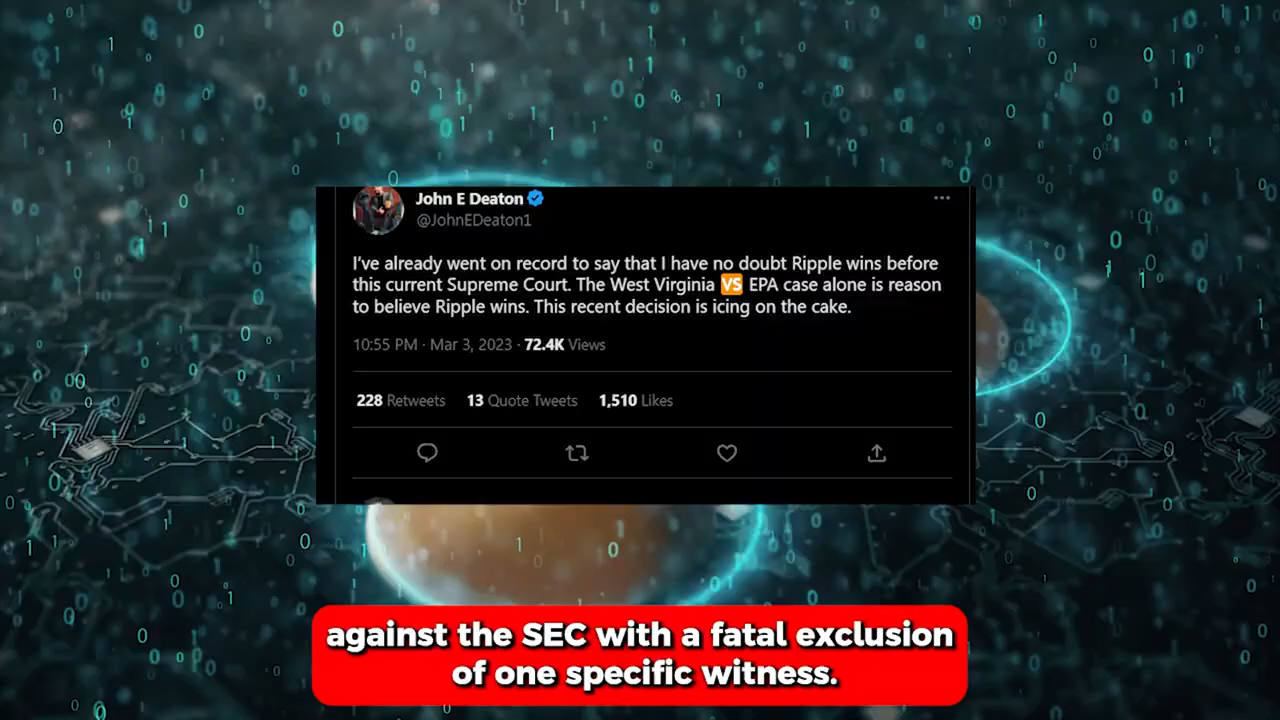 John E Deaton
@JohnEDeaton1
I've already went on record to say that I have no doubt Ripple wins before
this current Supreme Court. The West Virginia 🆚 EPA case alone is reason
to believe Ripple wins. This recent decision is icing on the cake.
10:55 PM · Mar 3, 2023 · 72.4K Views
228 Retweets 13 Quote Tweets 1,510 Likes
against the SEC with a fatal exclusion
of one specific witness.